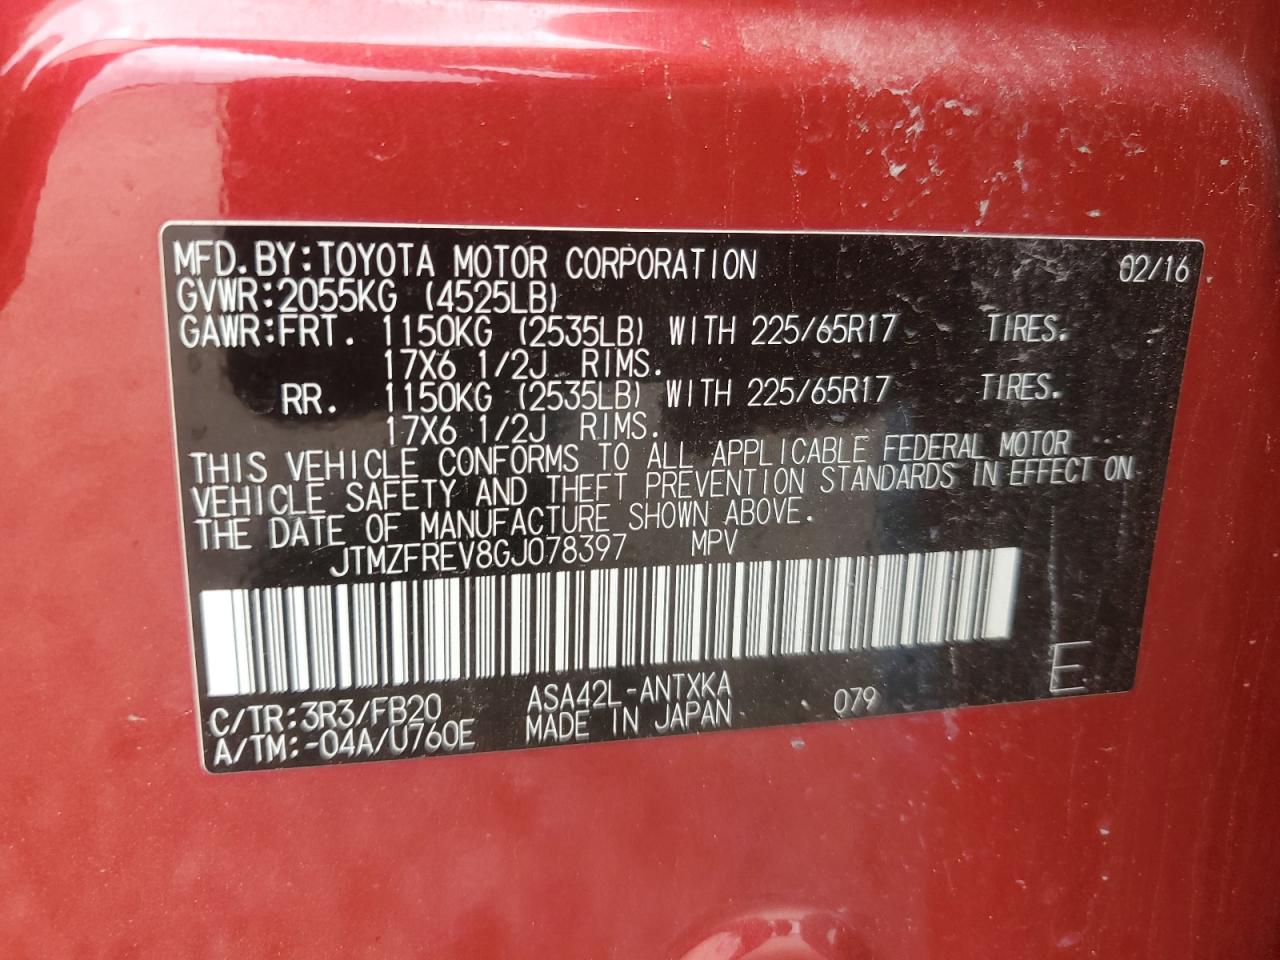 MFD.BY:TOYOTA MOTOR CORPORATION 02/16
GVWR:2055KG (4525LB)
GAWR:FRT. 1150KG (2535LB) WITH 225/65R17 TIRES.
17X6 1/2J RIMS.
RR. 1150KG (2535LB) WITH 225/65R17 TIRES.
17X6 1/2J RIMS.
THIS VEHICLE CONFORMS TO ALL APPLICABLE FEDERAL MOTOR
VEHICLE SAFETY AND THEFT PREVENTION STANDARDS IN EFFECT ON
THE DATE OF MANUFACTURE SHOWN ABOVE.
JTMZFREV8GJ078397 MPV
E
C/TR:3R3/FB20 ASA42L-ANTXKA 079
A/TM:-04A/U760E MADE IN JAPAN